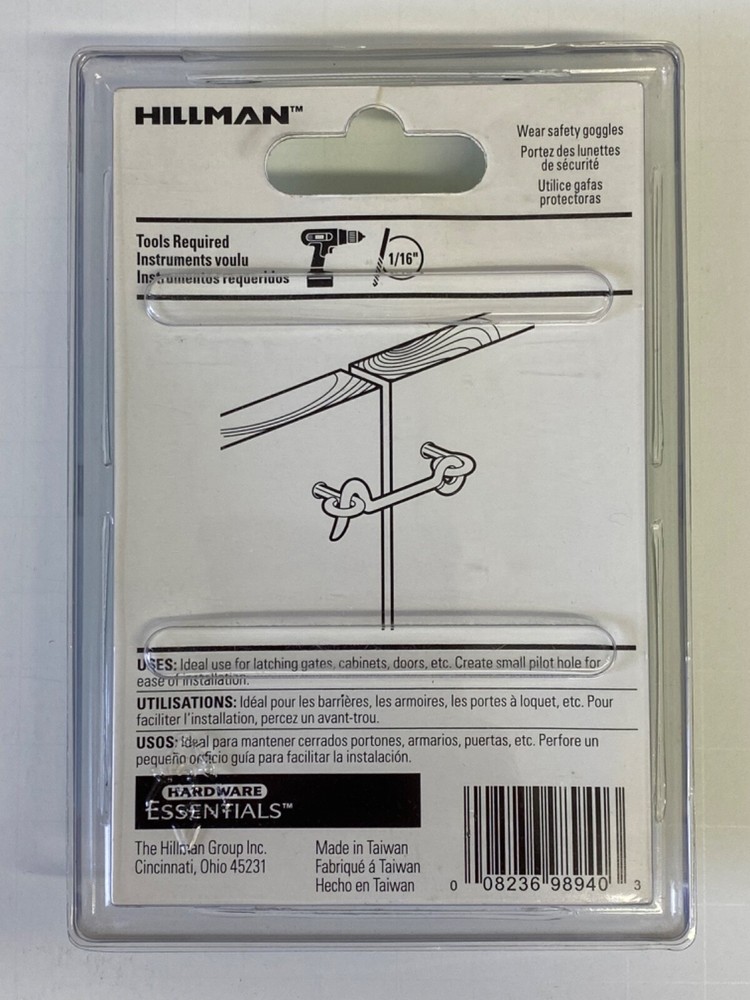 HILLMAN™
Wear safety goggles
Portez des lunettes
de sécurité
Utilice gafas
protectoras
Tools Required
Instruments voulu
Instrumentos requeridos
1/16"
USES: Ideal use for latching gates, cabinets, doors, etc. Create small pilot hole for
ease of installation.
UTILISATIONS: Idéal pour les barrières, les armoires, les portes à loquet, etc. Pour
faciliter l'installation, percez un avant-trou.
USOS: Ideal para mantener cerrados portones, armarios, puertas, etc. Perfore un
pequeño orificio guía para facilitar la instalación.
HARDWARE
ESSENTIALS™
The Hillman Group Inc.
Cincinnati, Ohio 45231
Made in Taiwan
Fabriqué á Taiwan
Hecho en Taiwan
0 08236 98940 3